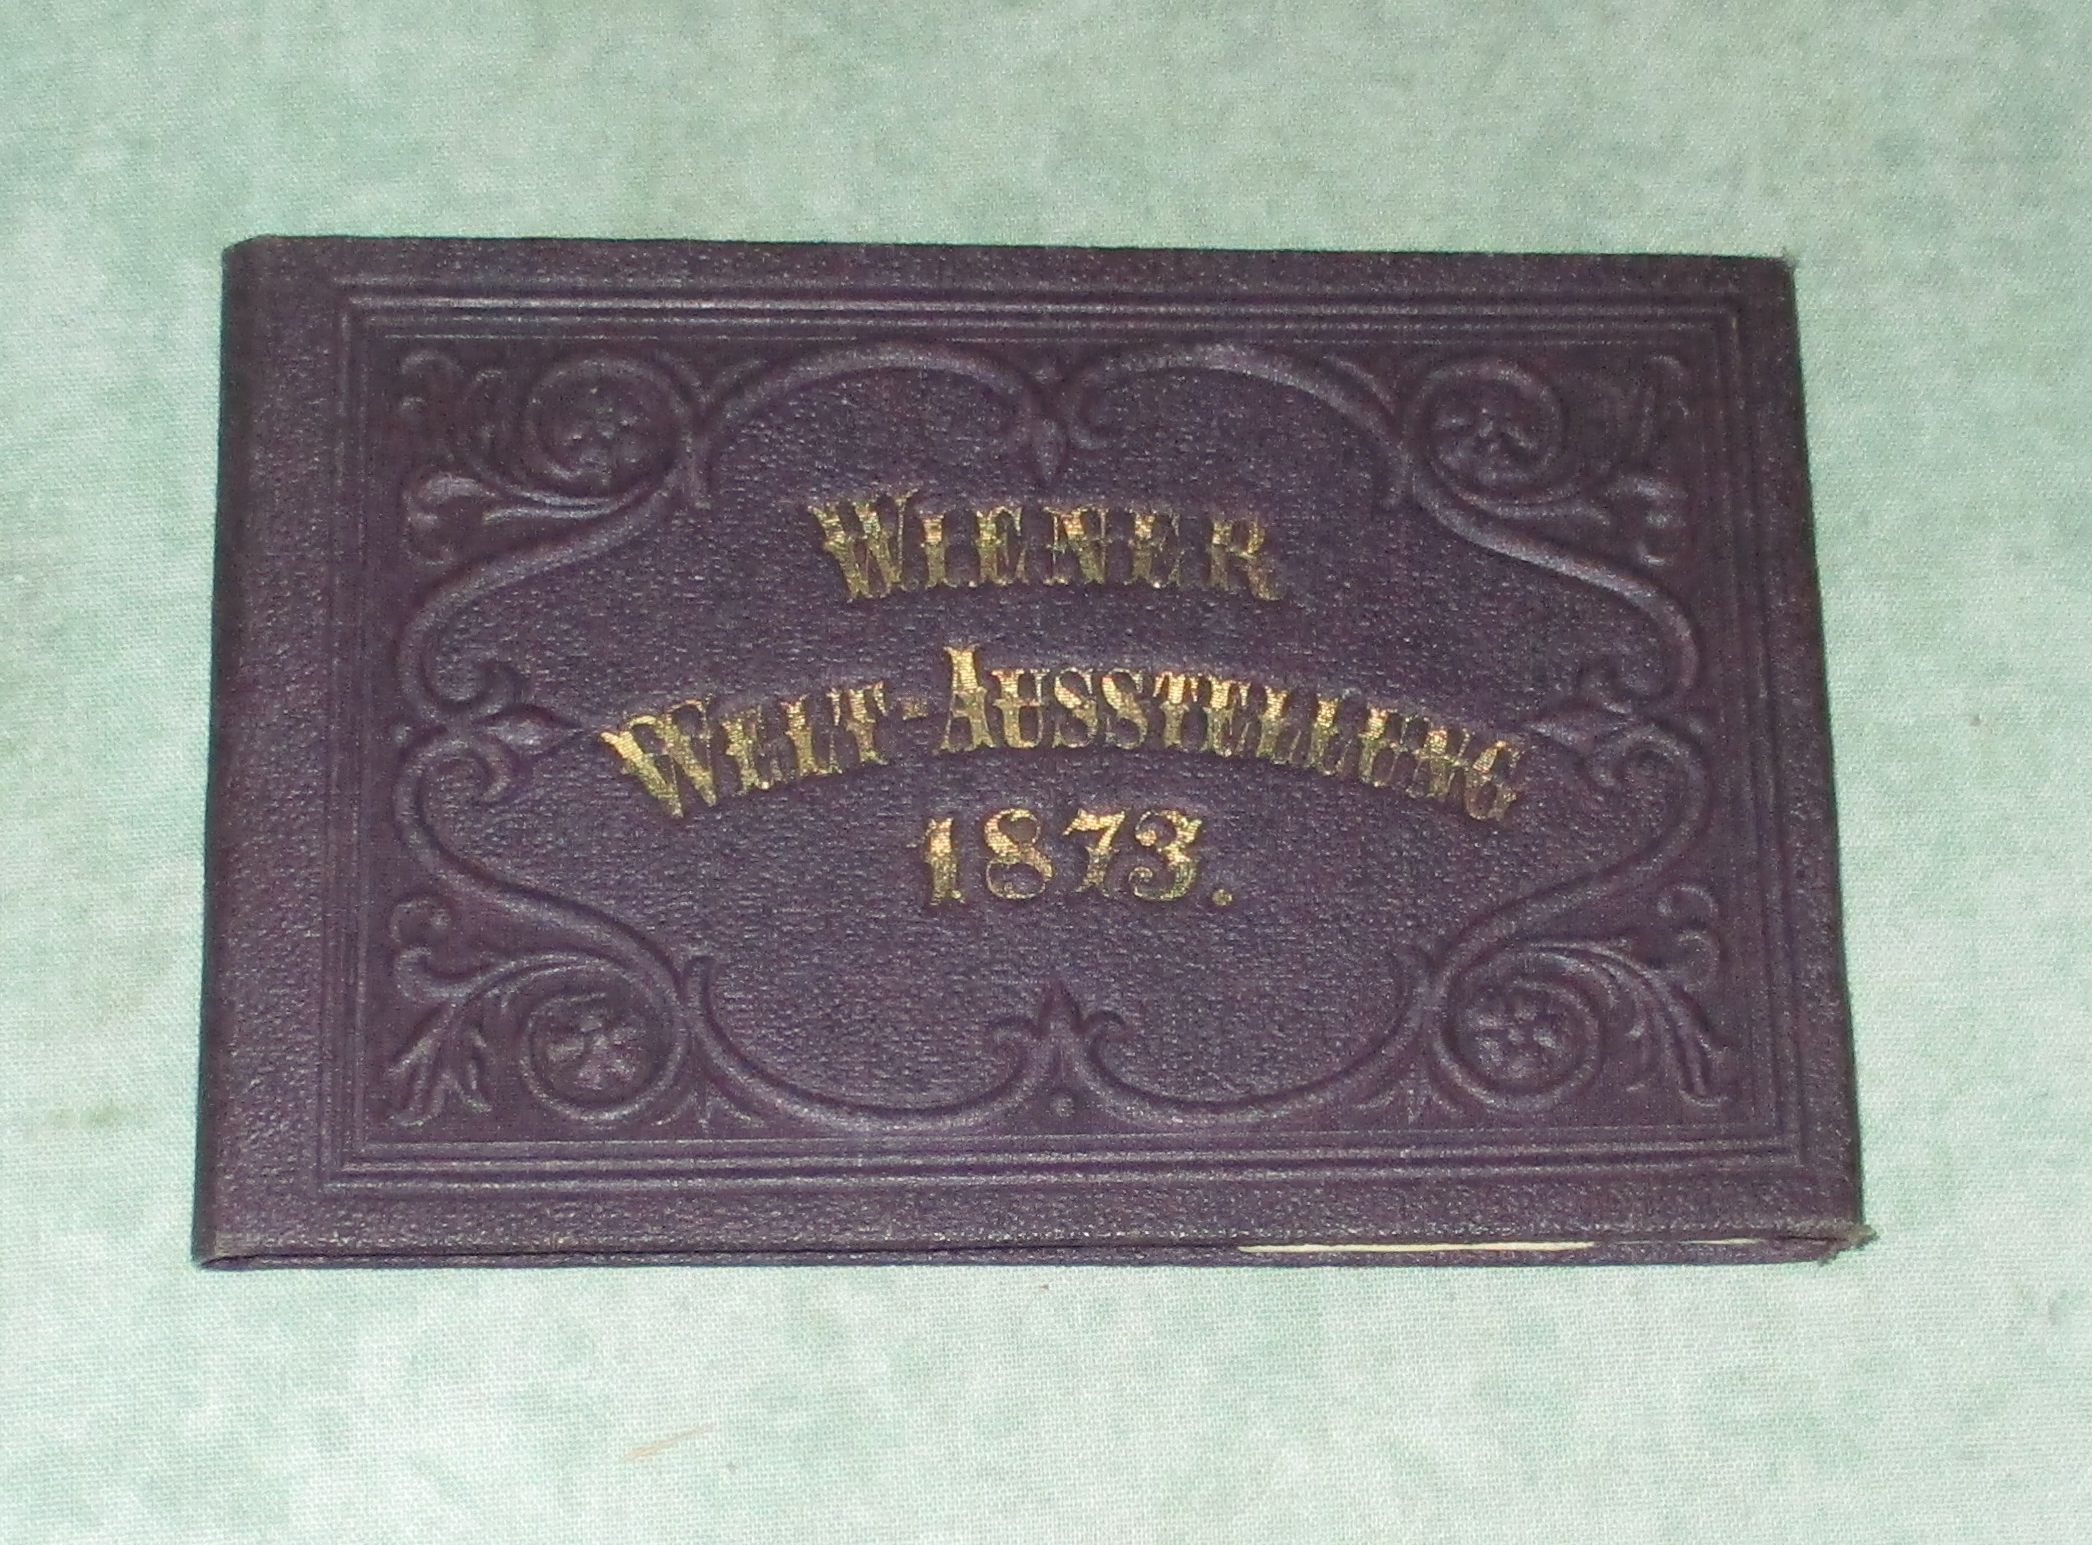 WIENER
WELT-AUSSTELLUNG
1873.